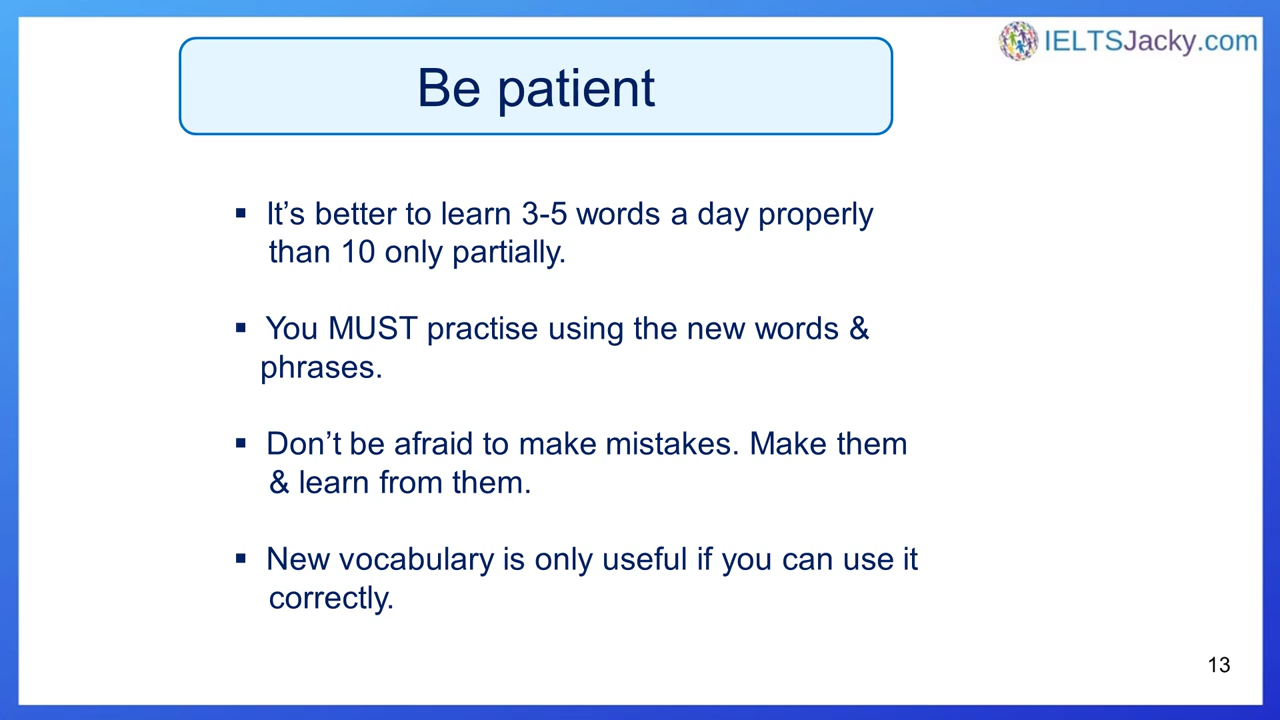 IELTSJacky.com
Be patient
▪ It’s better to learn 3-5 words a day properly
than 10 only partially.
▪ You MUST practise using the new words &
phrases.
▪ Don’t be afraid to make mistakes. Make them
& learn from them.
▪ New vocabulary is only useful if you can use it
correctly.
13